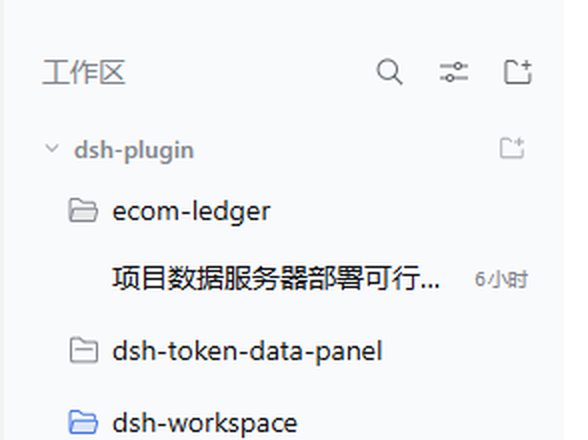 工作区
dsh-plugin
ecom-ledger
项目数据服务器部署可行... 6小时
dsh-token-data-panel
dsh-workspace